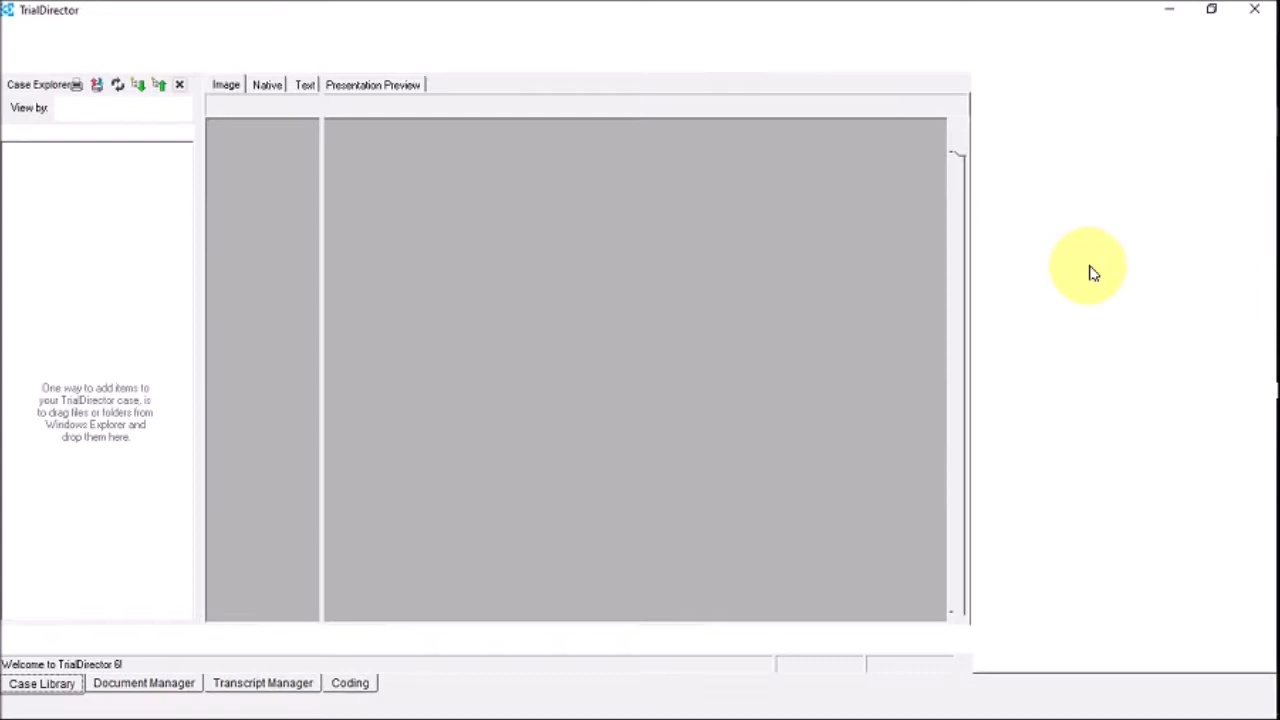 TrialDirector
Case Explorer
View by:
Image Native Text Presentation Preview
One way to add items to
your TrialDirector case, is
to drag files or folders from
Windows Explorer and
drop them here.
Welcome to TrialDirector 6!
Case Library Document Manager Transcript Manager Coding